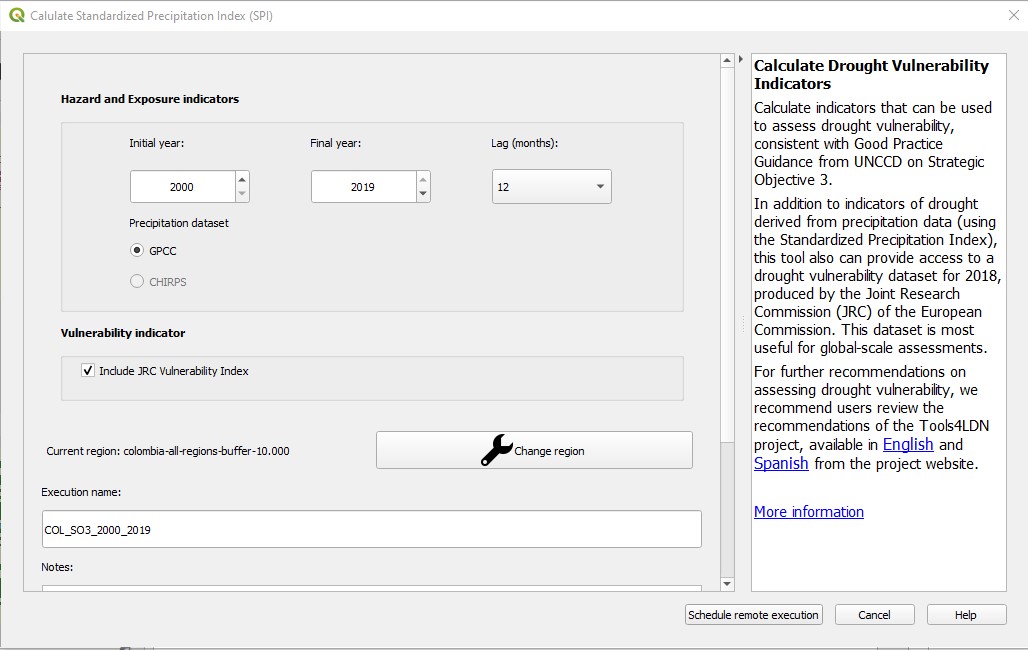 Calulate Standardized Precipitation Index (SPI)
Hazard and Exposure indicators
Initial year:
Final year:
Lag (months):
2000
2019
12
Precipitation dataset
GPCC
CHIRPS
Vulnerability indicator
Include JRC Vulnerability Index
Current region: colombia-all-regions-buffer-10.000
Change region
Execution name:
COL_SO3_2000_2019
Notes:
Calculate Drought Vulnerability
Indicators
Calculate indicators that can be used
to assess drought vulnerability,
consistent with Good Practice
Guidance from UNCCD on Strategic
Objective 3.
In addition to indicators of drought
derived from precipitation data (using
the Standardized Precipitation Index),
this tool also can provide access to a
drought vulnerability dataset for 2018,
produced by the Joint Research
Commission (JRC) of the European
Commission. This dataset is most
useful for global-scale assessments.
For further recommendations on
assessing drought vulnerability, we
recommend users review the
recommendations of the Tools4LDN
project, available in English and
Spanish from the project website.
More information
Schedule remote execution
Cancel
Help